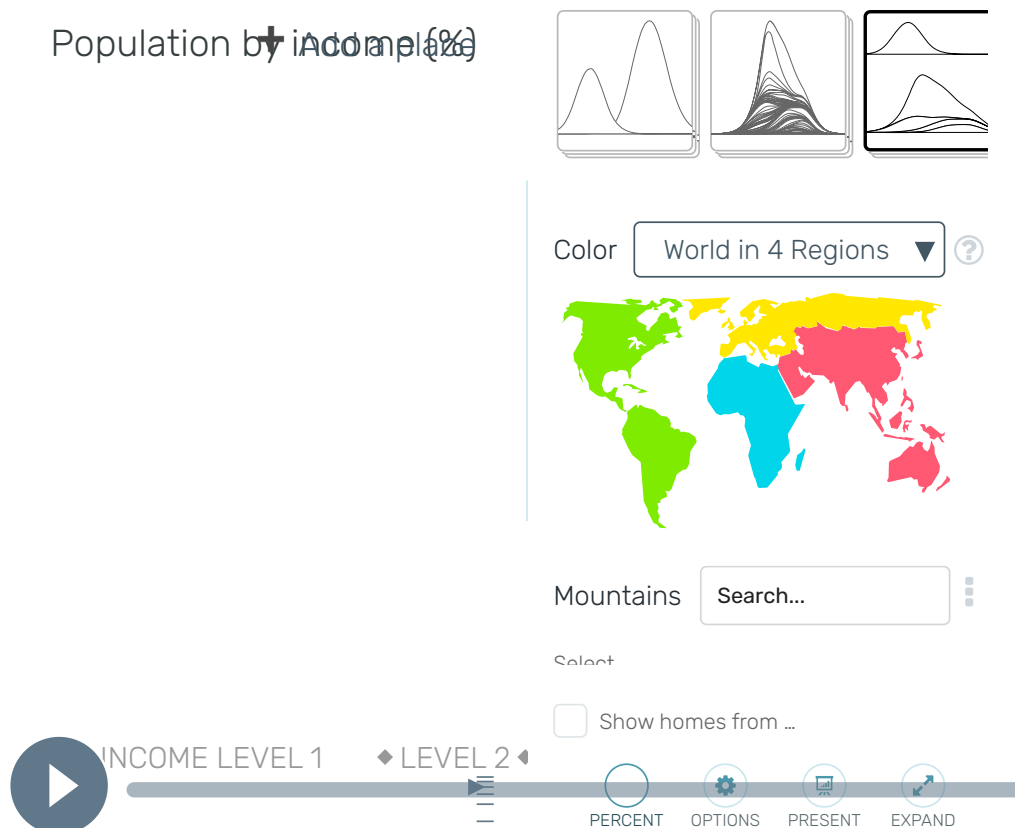 Population by income (%)
Add a place
Color
World in 4 Regions
?
Mountains
Search...
Select
Show homes from ...
INCOME LEVEL 1
LEVEL 2
PERCENT
OPTIONS
PRESENT
EXPAND